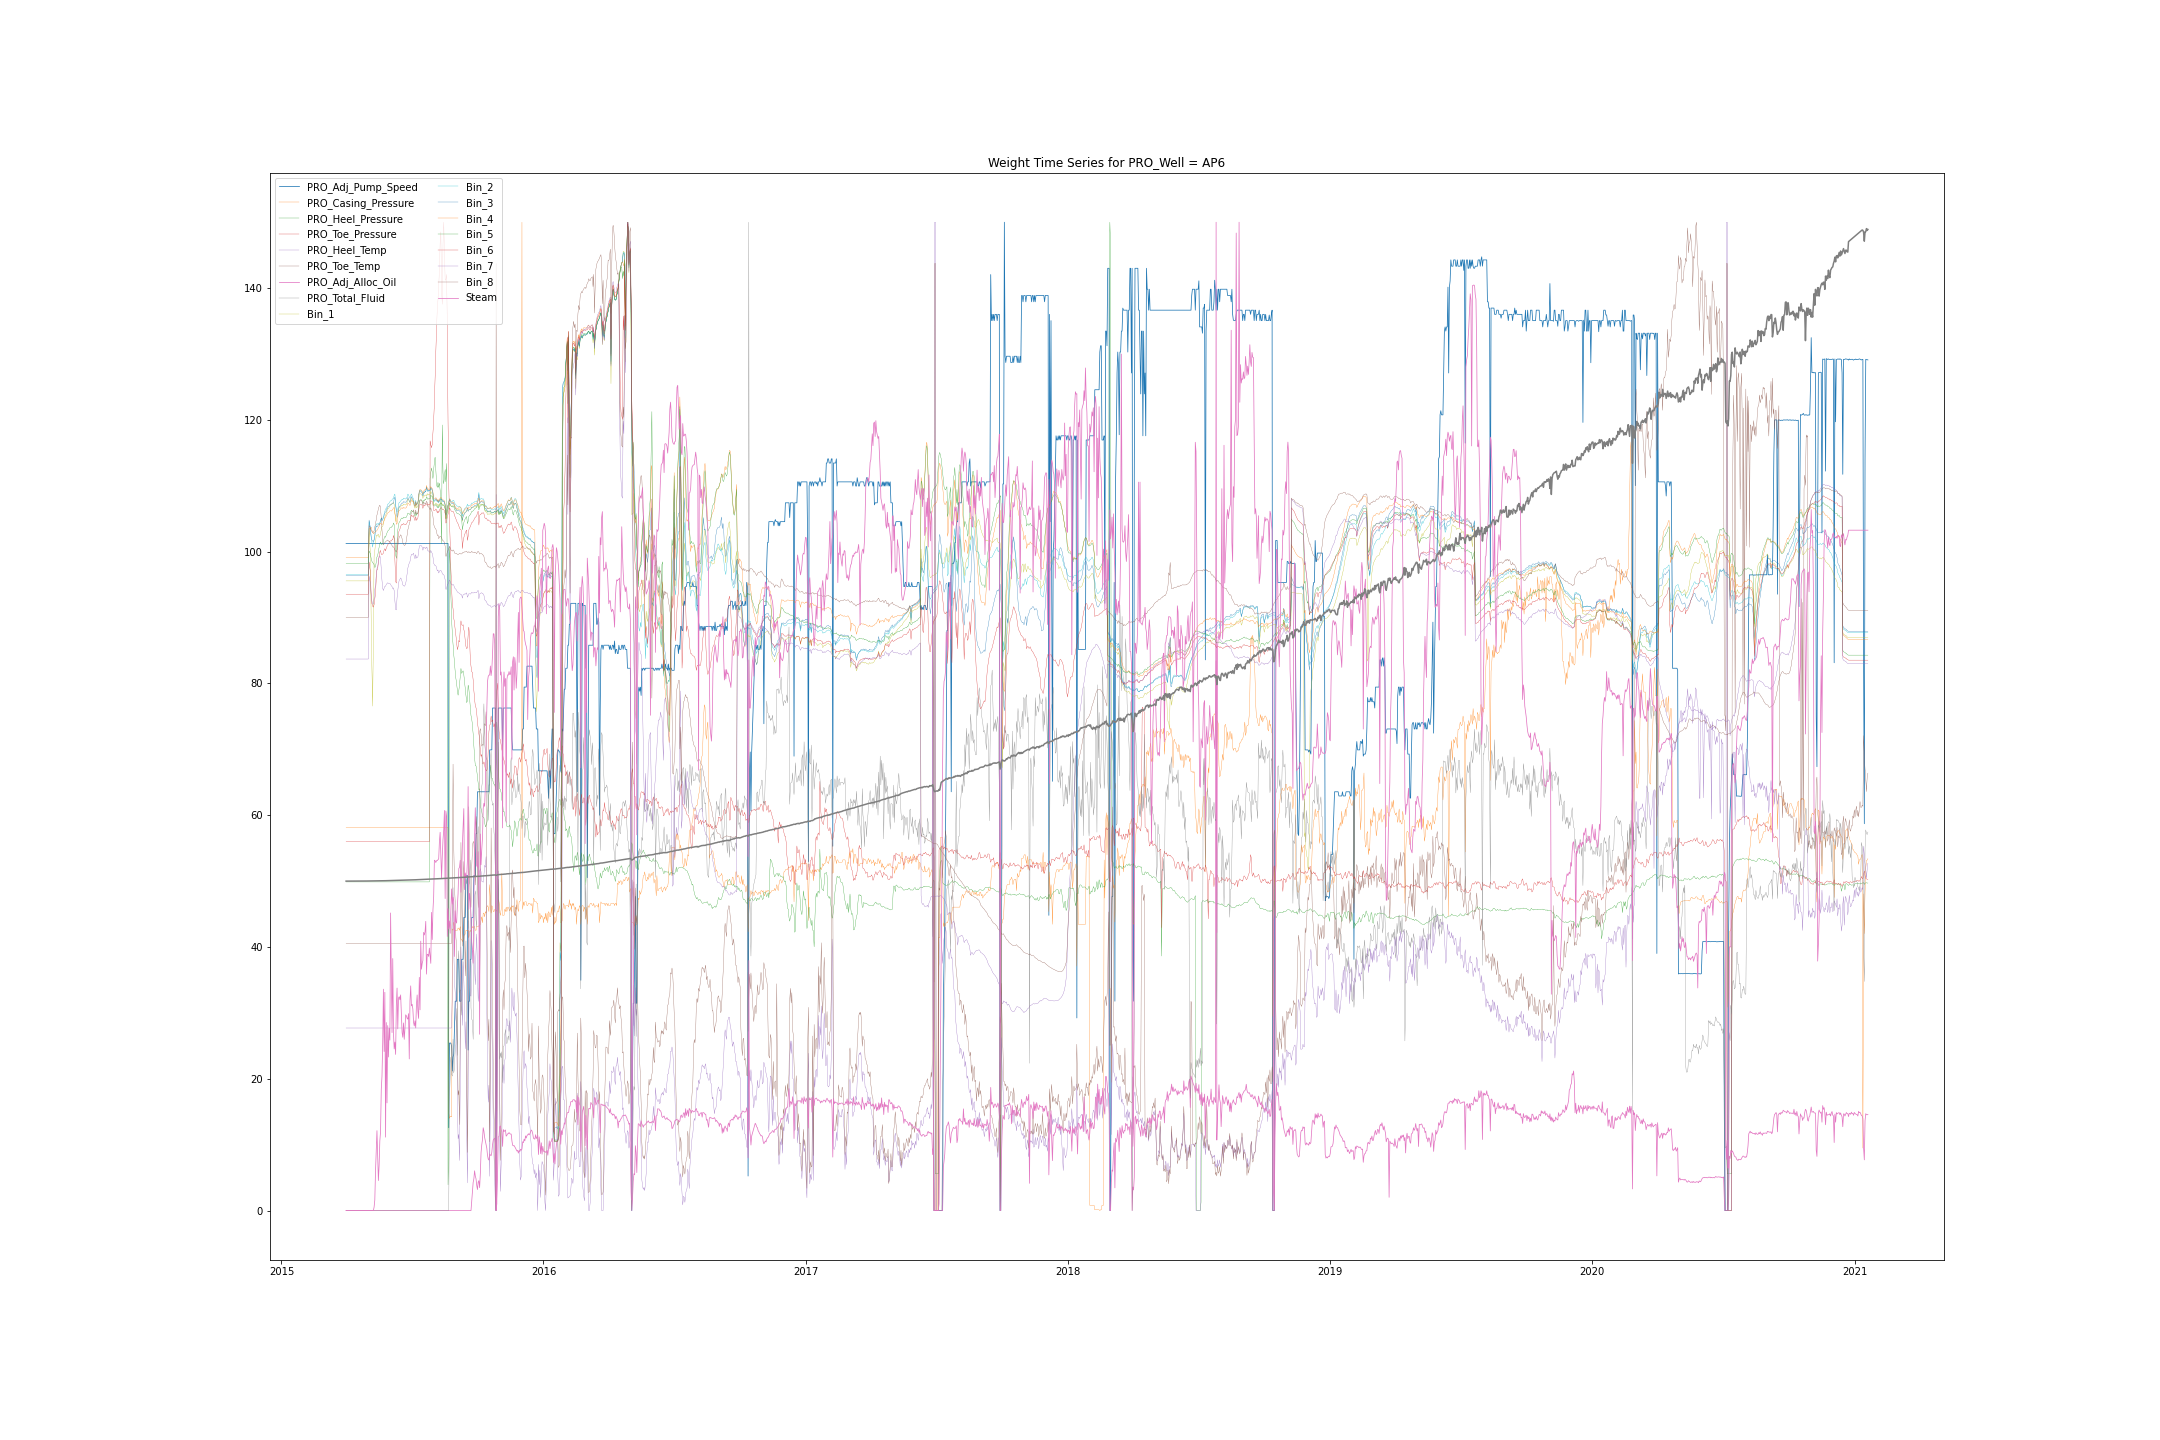 Weight Time Series for PRO_Well = AP6
PRO_Adj_Pump_Speed
PRO_Casing_Pressure
PRO_Heel_Pressure
PRO_Toe_Pressure
PRO_Heel_Temp
PRO_Toe_Temp
PRO_Adj_Alloc_Oil
PRO_Total_Fluid
Bin_1
Bin_2
Bin_3
Bin_4
Bin_5
Bin_6
Bin_7
Bin_8
Steam
140
120
100
80
60
40
20
0
2015 2016 2017 2018 2019 2020 2021